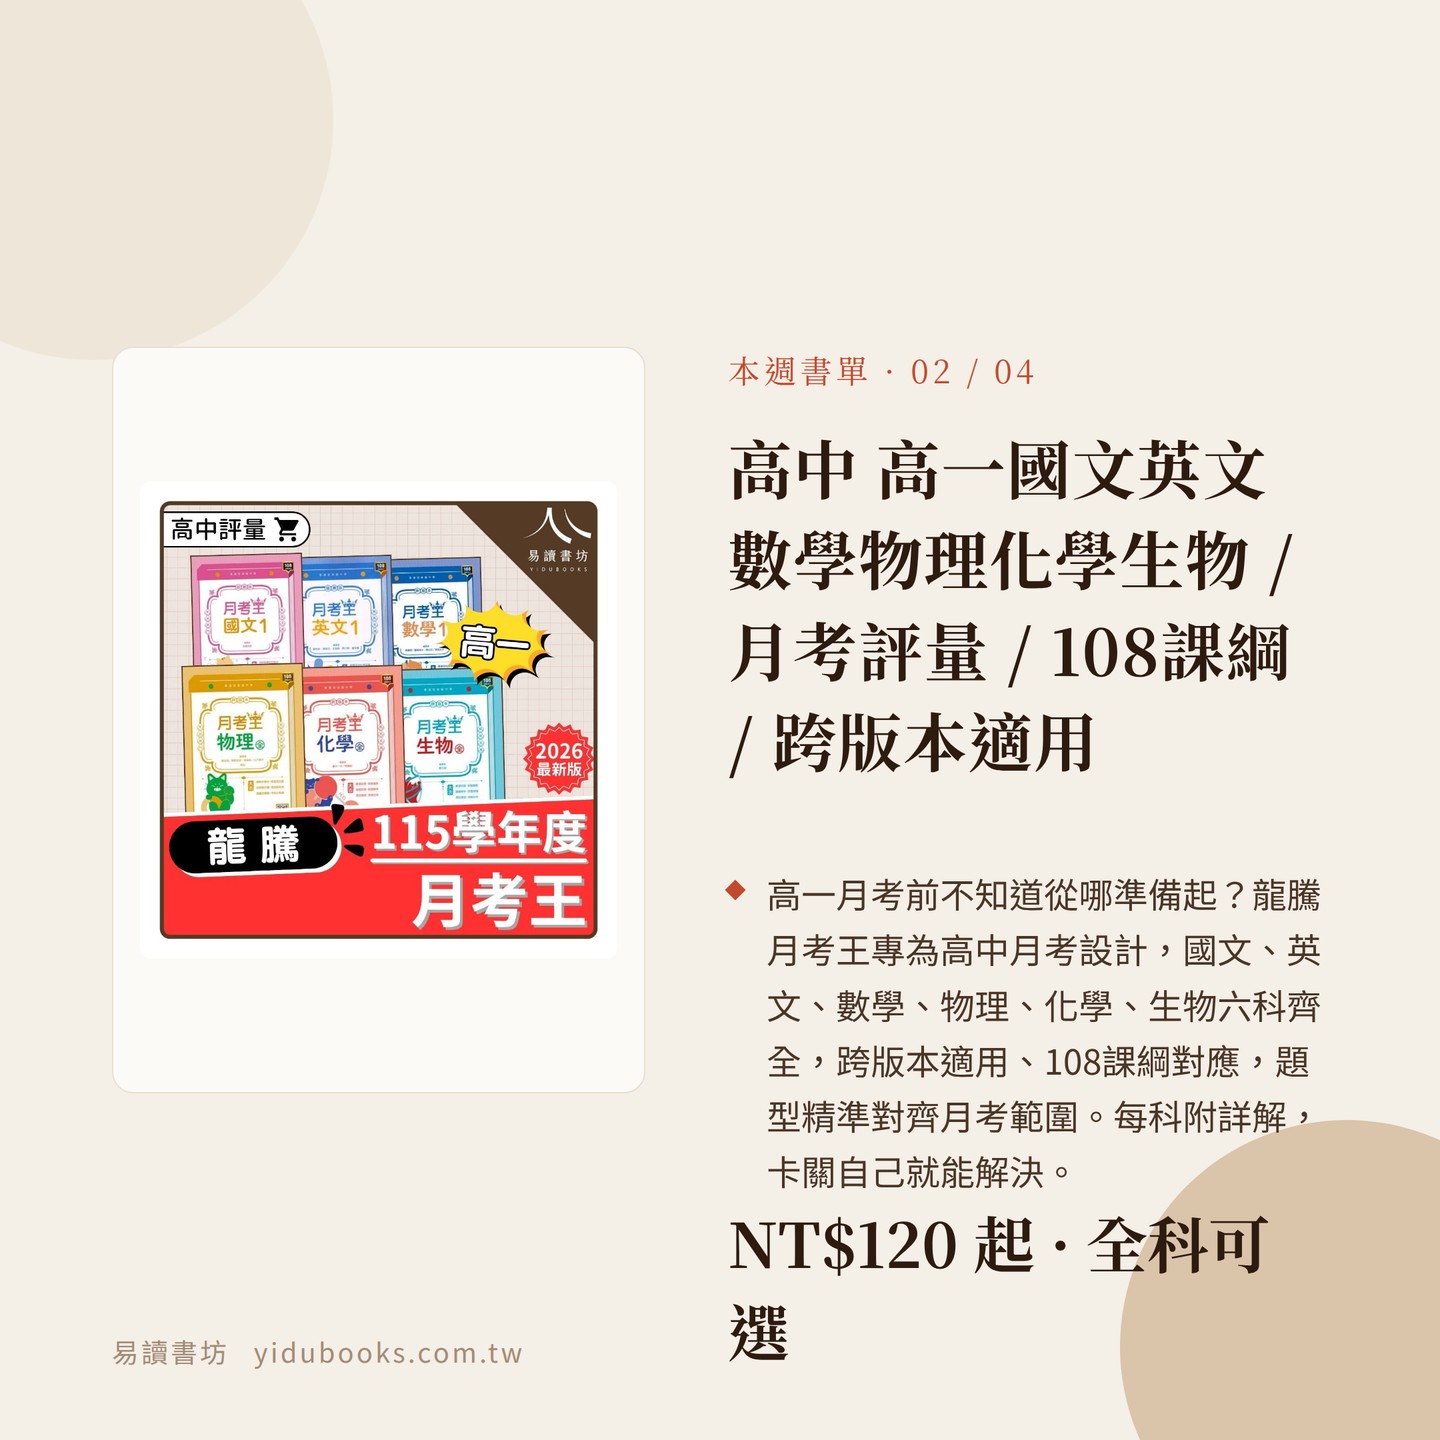 本週書單 · 02 / 04
高中 高一國文英文
數學物理化學生物 /
月考評量 / 108課綱
/ 跨版本適用
高中評量
易讀書坊
YIDUBOOKS
月考王
國文1
月考王
英文1
月考王
數學1
高一
月考王
物理全
月考王
化學全
月考王
生物全
2026
最新版
龍騰
115學年度
月考王
高一月考前不知道從哪準備起？龍騰
月考王專為高中月考設計，國文、英
文、數學、物理、化學、生物六科齊
全，跨版本適用、108課綱對應，題
型精準對齊月考範圍。每科附詳解，
卡關自己就能解決。
NT$120 起 · 全科可
選
易讀書坊 yidubooks.com.tw